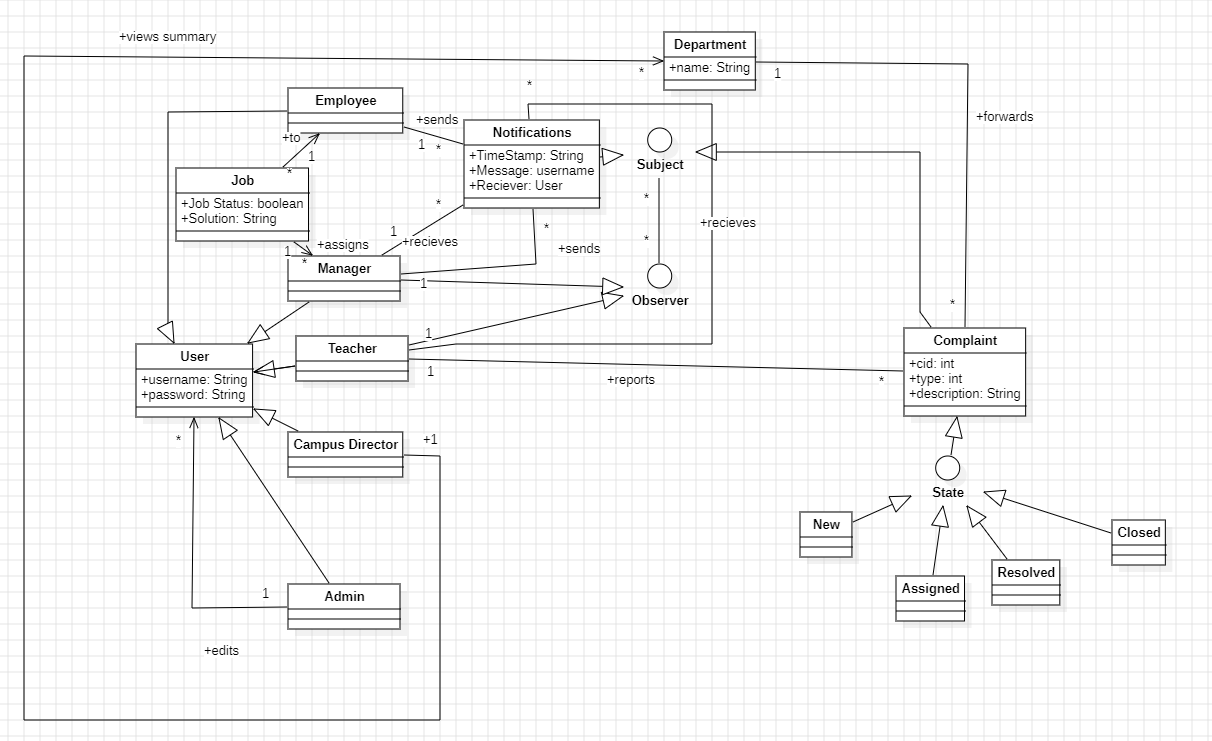 +views summary
Department
+name: String
*
1
*
Employee
+sends
1
*
+to
1
*
Notifications
+TimeStamp: String
+Message: username
+Reciever: User
Subject
+forwards
Job
+Job Status: boolean
+Solution: String
*
*
*
1
+recieves
*
+sends
+recieves
+assigns
1
*
Manager
1
Observer
*
1
Teacher
1
+reports
*
Complaint
+cid: int
+type: int
+description: String
User
+username: String
+password: String
*
Campus Director
+1
State
New
Closed
Assigned
Resolved
1
Admin
+edits